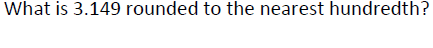 What is 3.149 rounded to the nearest hundredth?